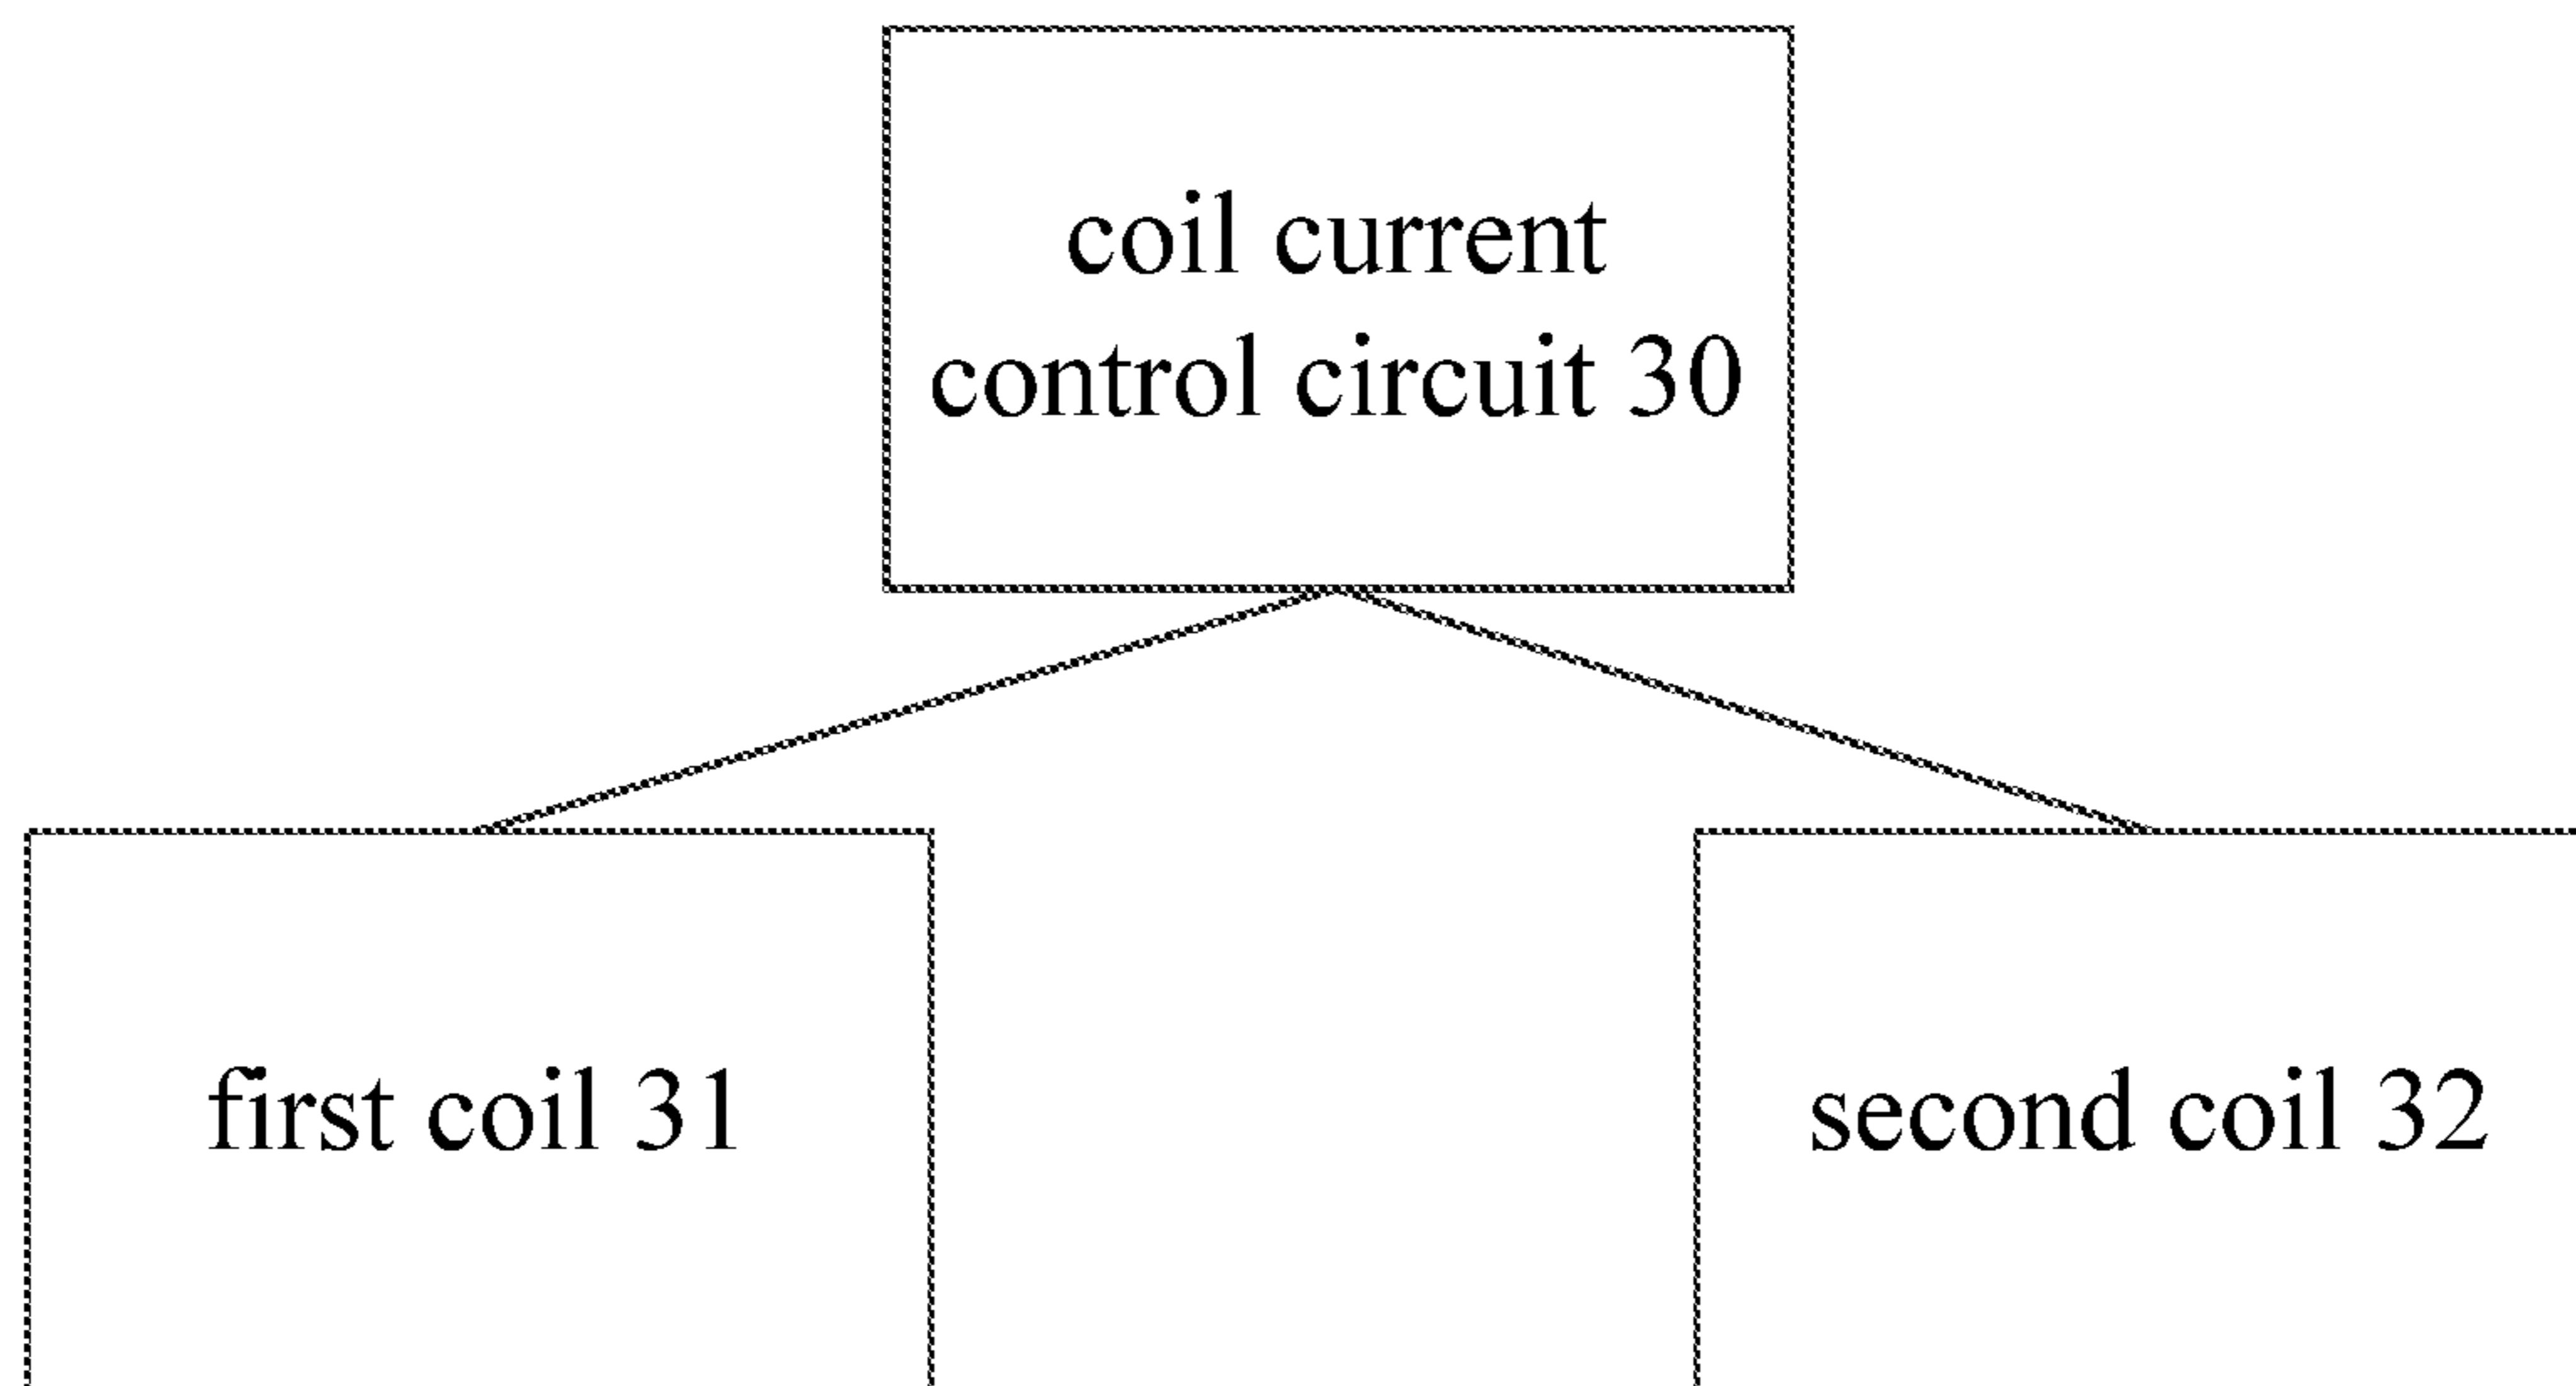 coil current
control circuit 30
first coil 31
second coil 32